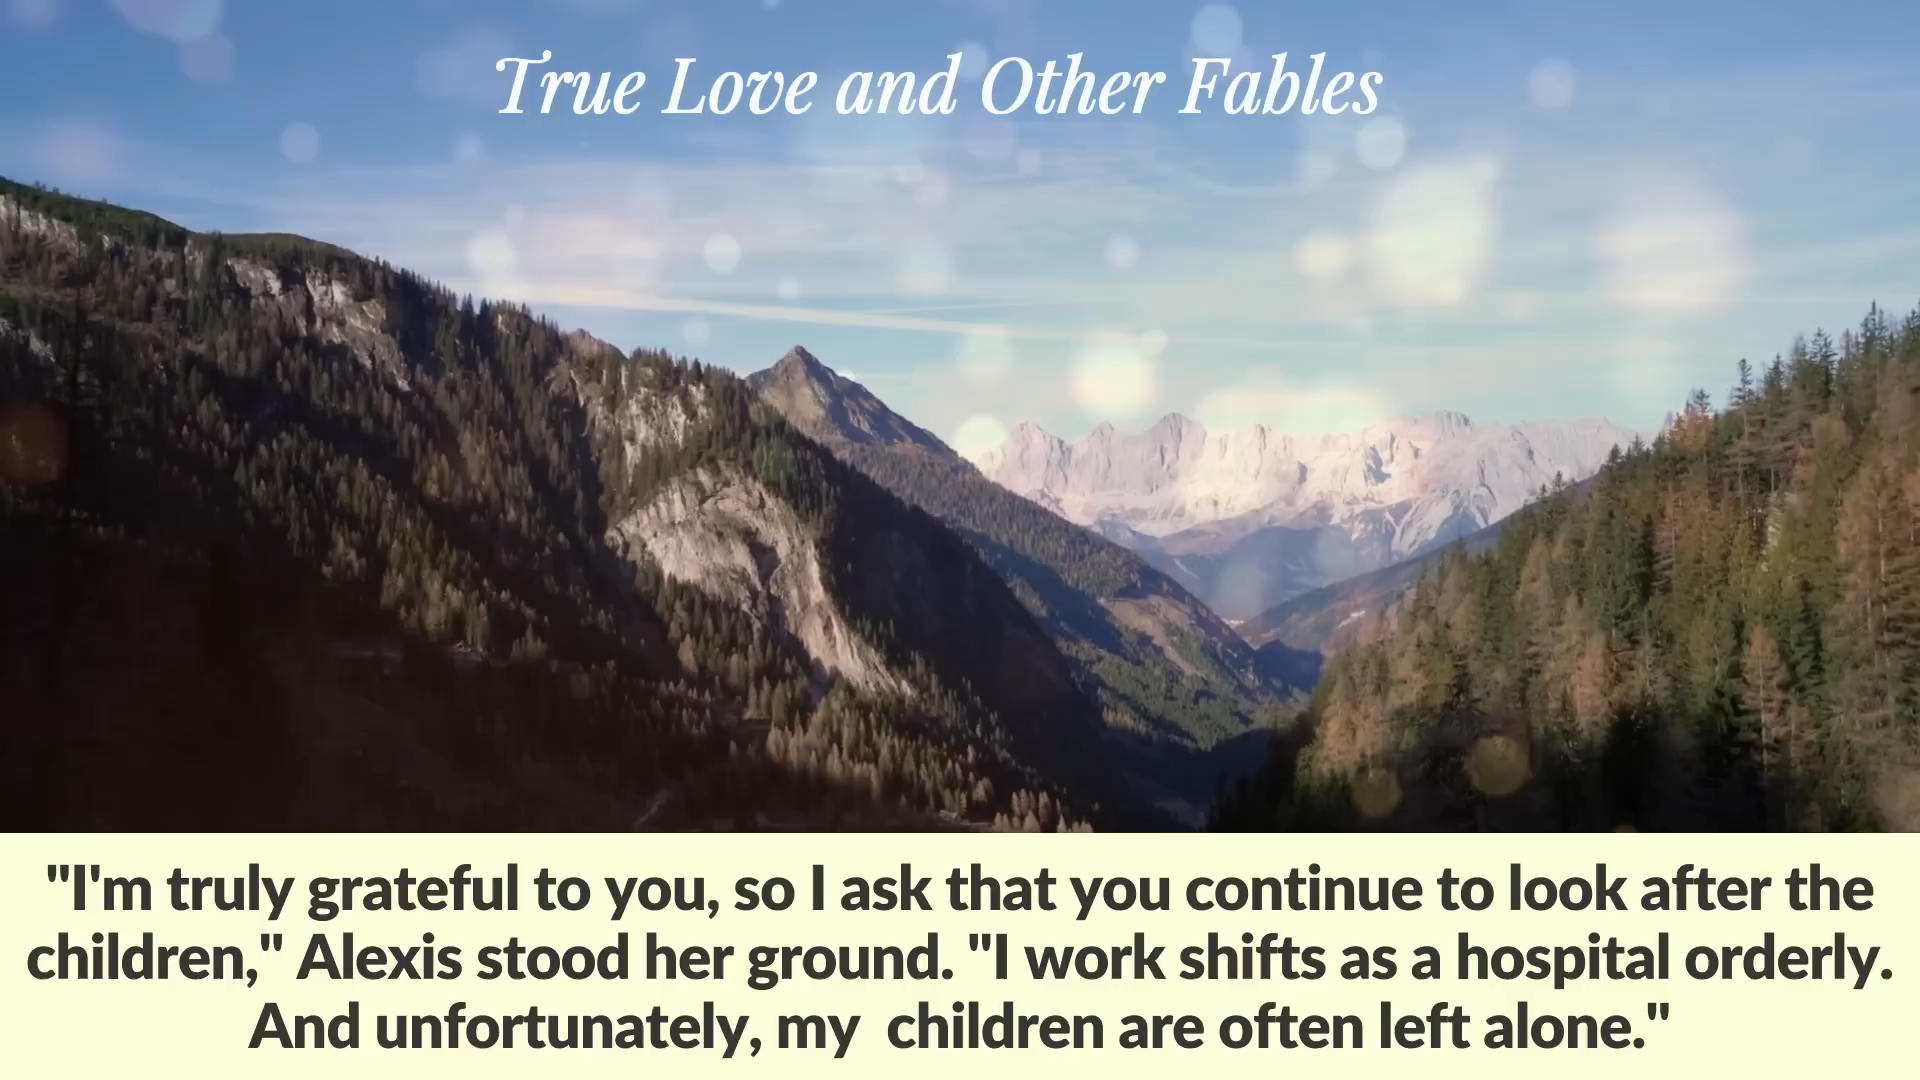 True Love and Other Fables
"I'm truly grateful to you, so I ask that you continue to look after the
children," Alexis stood her ground. "I work shifts as a hospital orderly.
And unfortunately, my  children are often left alone."